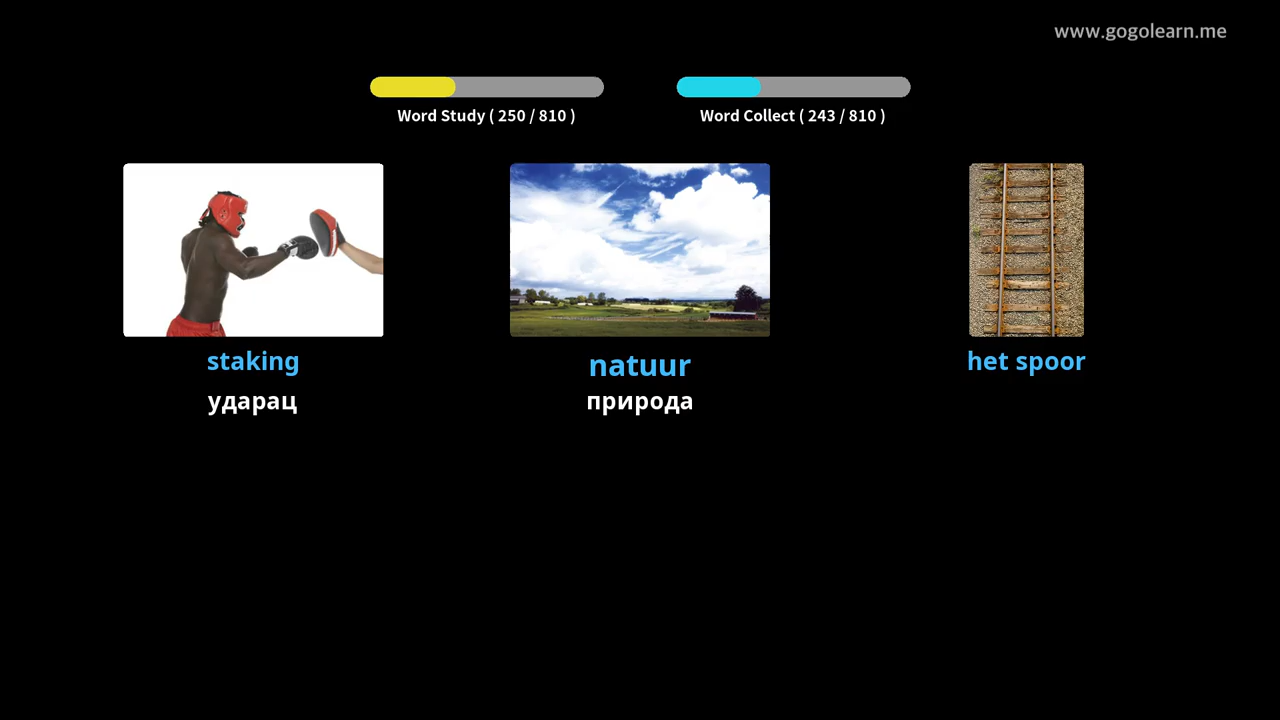 www.gogolearn.me
Word Study ( 250 / 810 )
Word Collect ( 243 / 810 )
staking
ударац
natuur
природа
het spoor